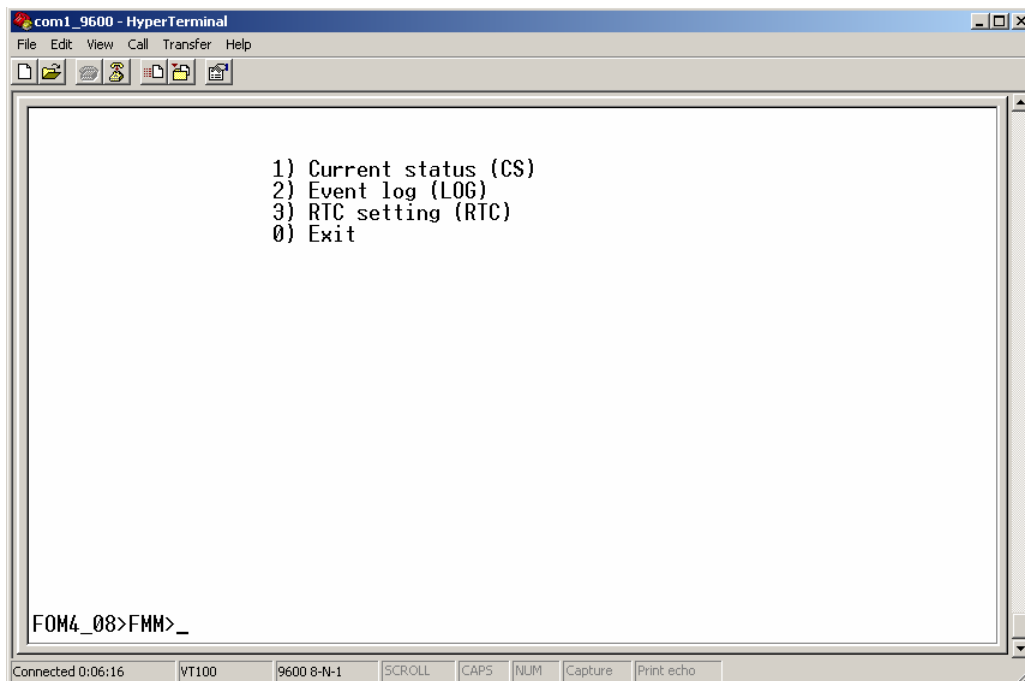 com1_9600 - HyperTerminal
File Edit View Call Transfer Help
1) Current status (CS)
2) Event log (LOG)
3) RTC setting (RTC)
0) Exit
FOM4_08>FMM>_
Connected 0:06:16 VT100 9600 8-N-1 SCROLL CAPS NUM Capture Print echo